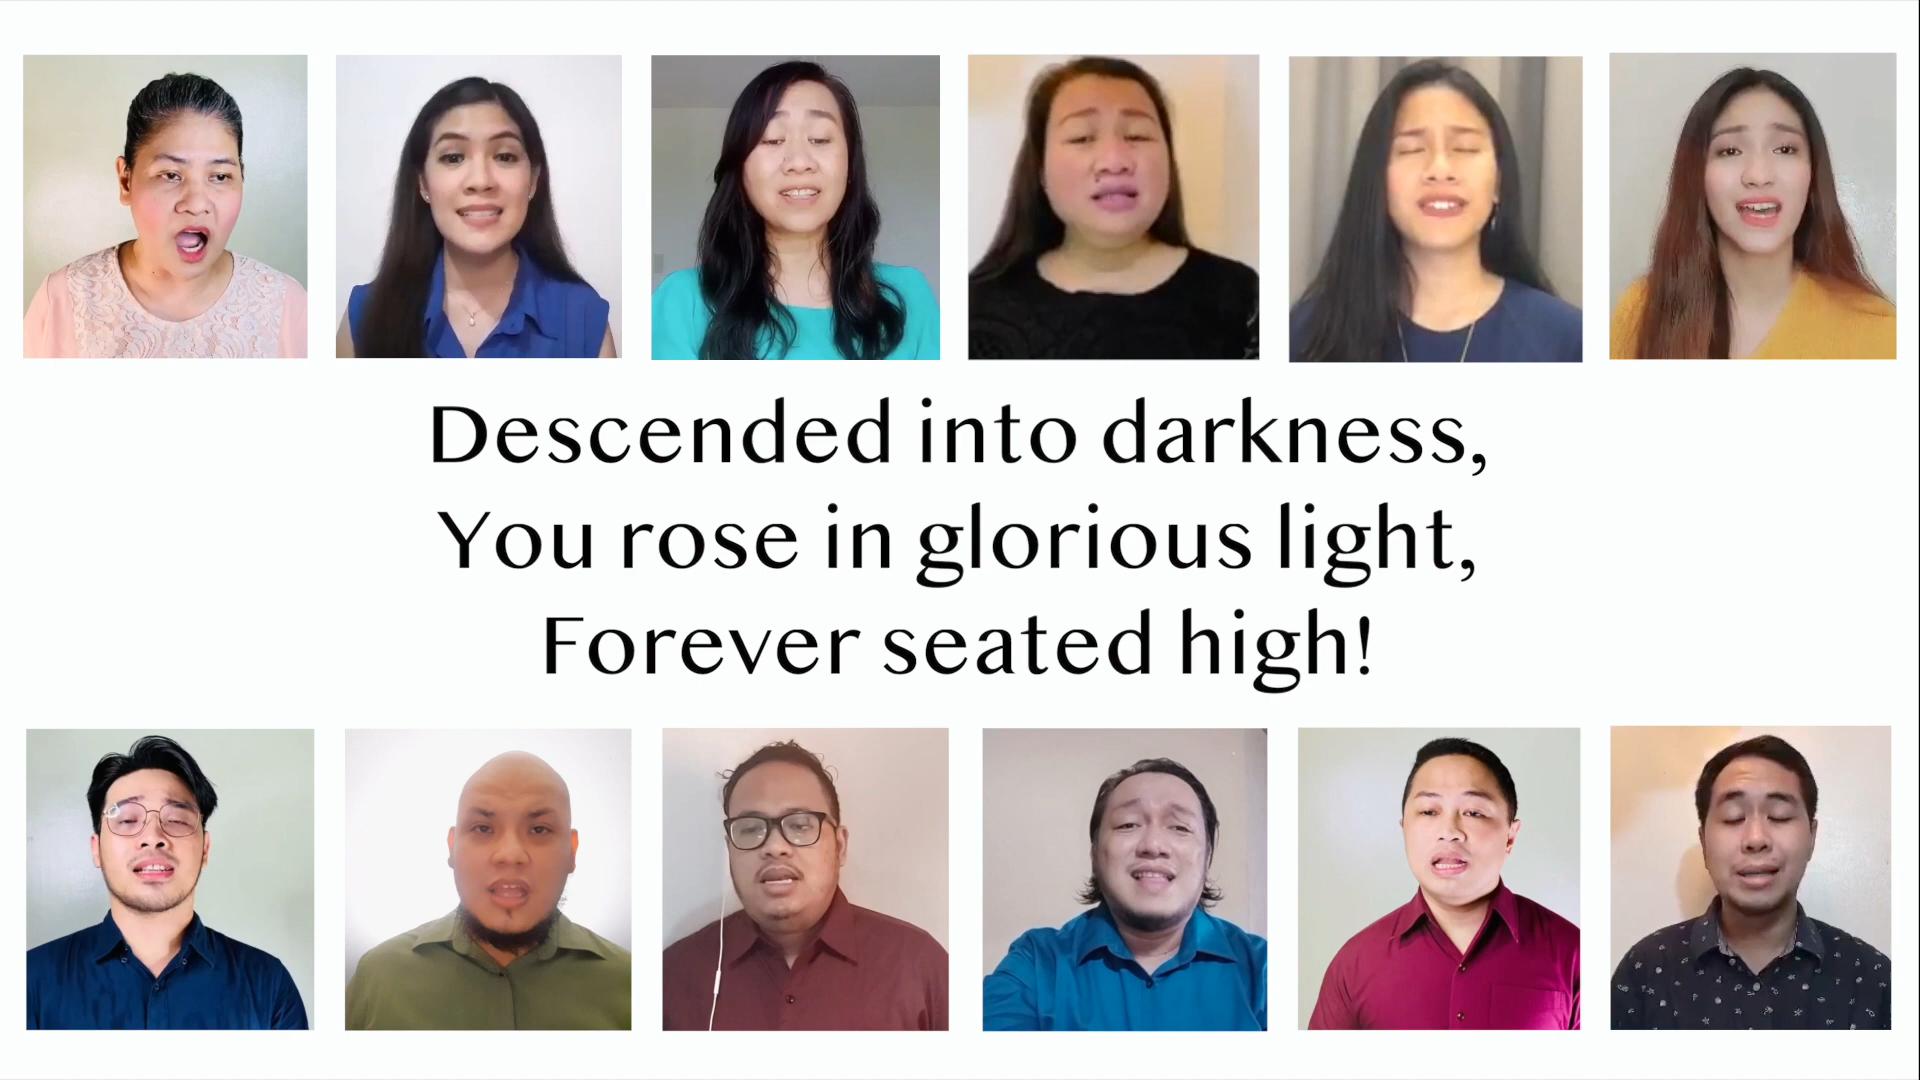 Descended into darkness,
You rose in glorious light,
Forever seated high!